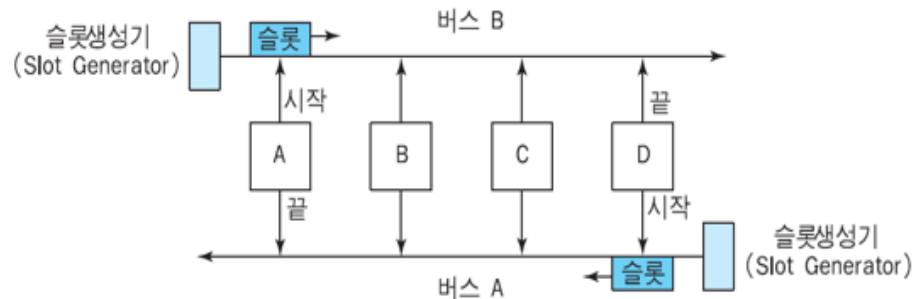 버스 B
슬롯생성기
(Slot Generator)
슬롯
시작
끝
A
B
C
D
끝
시작
슬롯생성기
(Slot Generator)
슬롯
버스 A